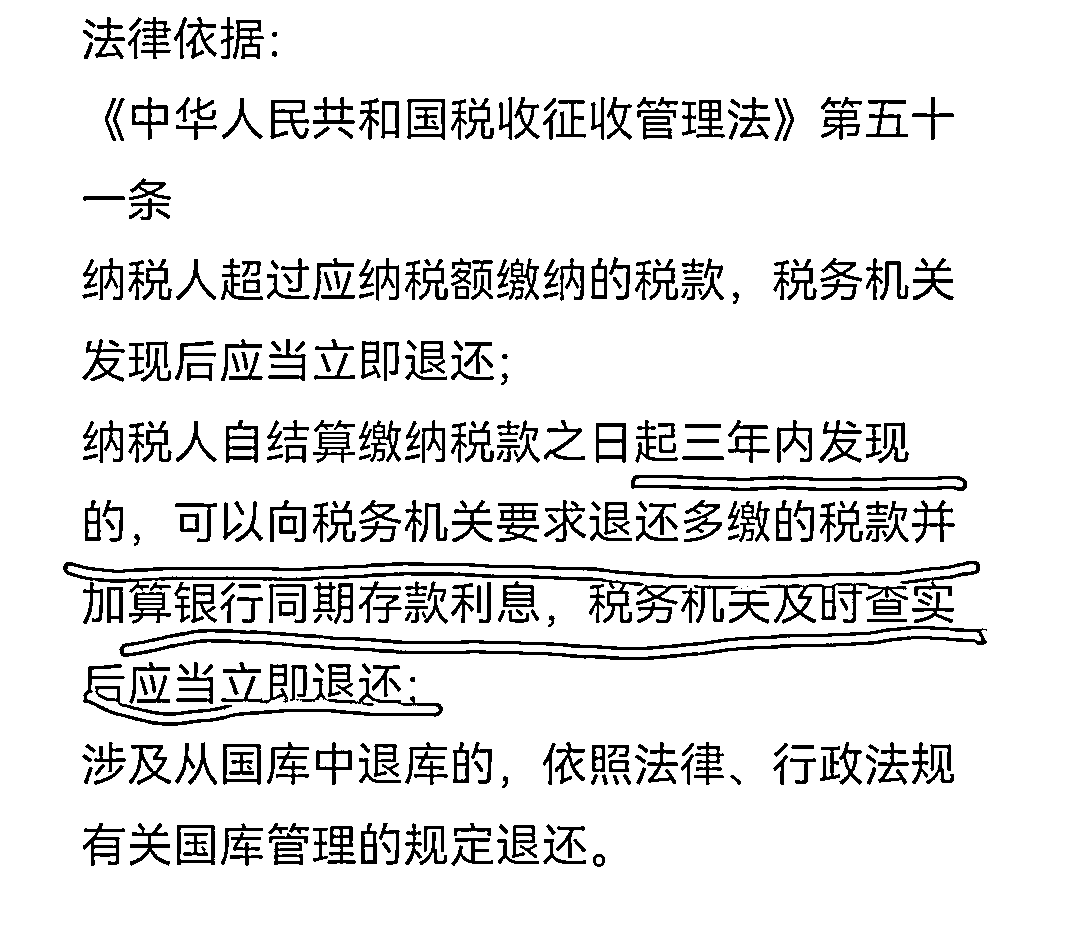 法律依据：
《中华人民共和国税收征收管理法》第五十
一条
纳税人超过应纳税额缴纳的税款，税务机关
发现后应当立即退还；
纳税人自结算缴纳税款之日起三年内发现
的，可以向税务机关要求退还多缴的税款并
加算银行同期存款利息，税务机关及时查实
后应当立即退还；
涉及从国库中退库的，依照法律、行政法规
有关国库管理的规定退还。